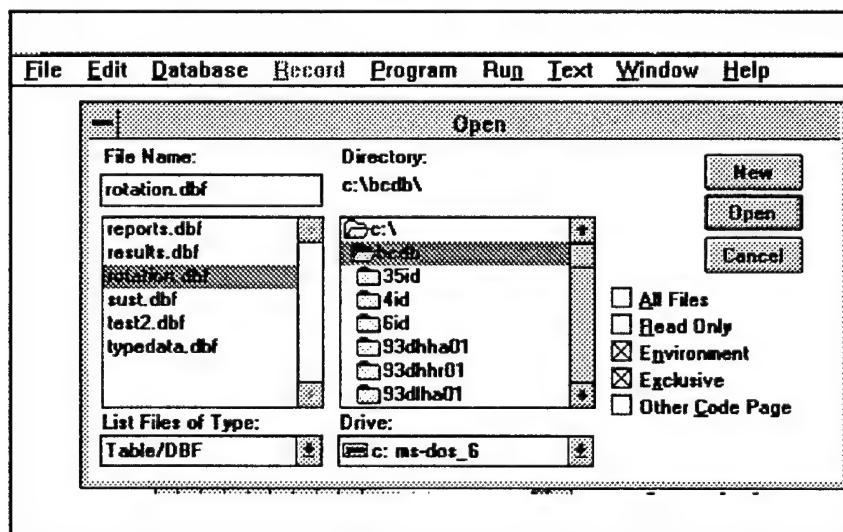 File Edit Database Record Program Run Text Window Help
Open
File Name:
rotation.dbf
reports.dbf
results.dbf
rotation.dbf
sust.dbf
test2.dbf
typedata.dbf
List Files of Type:
Table/DBF
Directory:
c:\bcdb\
c:\
bcdb
35id
4id
6id
93dhha01
93dhhr01
93dlha01
Drive:
c: ms-dos_6
New
Open
Cancel
All Files
Read Only
Environment
Exclusive
Other Code Page